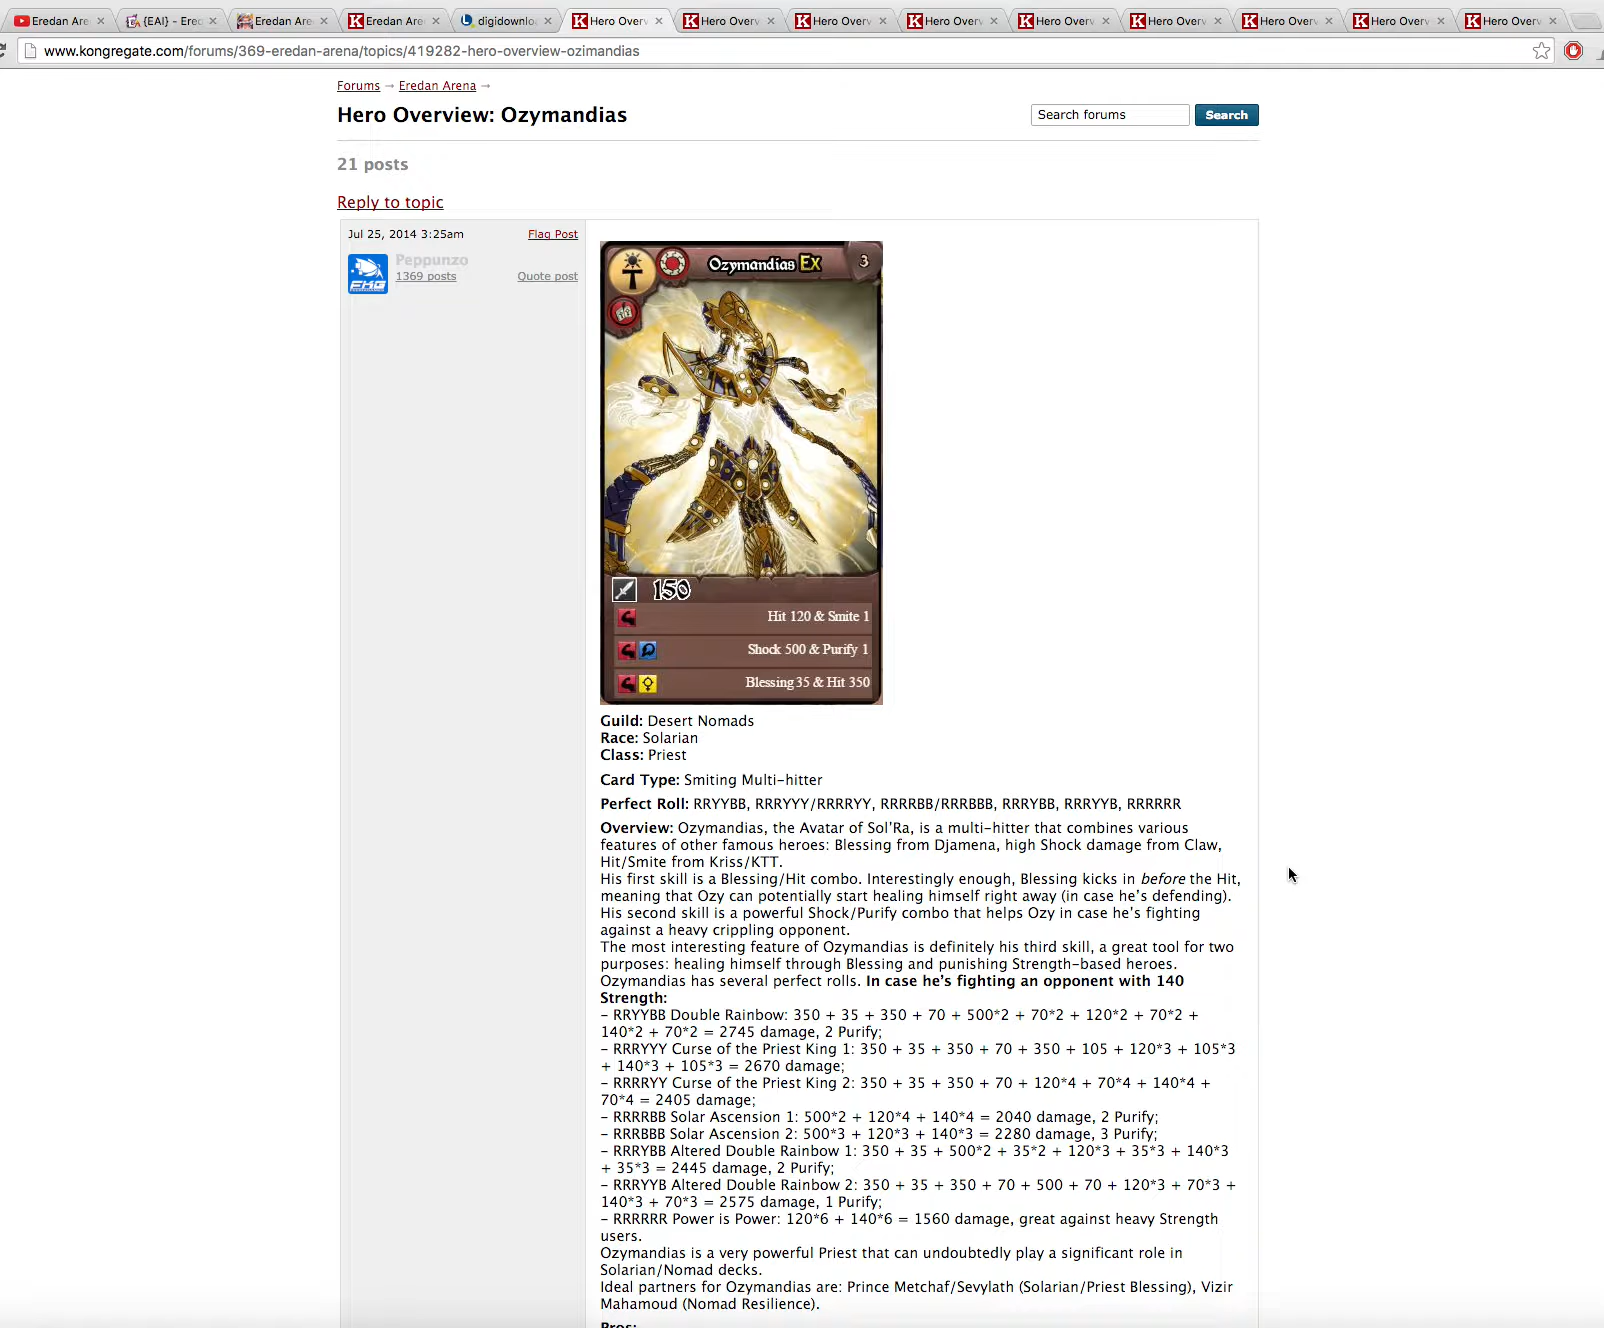 Eredan Are
{EAI} - Ered
Eredan Are
Eredan Are
digidownlo
Hero Overv
Hero Overv
Hero Overv
Hero Overv
Hero Overv
Hero Overv
Hero Overv
Hero Overv
Hero Overv
www.kongregate.com/forums/369-eredan-arena/topics/419282-hero-overview-ozimandias
Forums → Eredan Arena →
Hero Overview: Ozymandias
Search forums
Search
21 posts
Reply to topic
Jul 25, 2014 3:25am
Flag Post
Peppunzo
1369 posts
Quote post
FKG
Ozymandias Ex
3
150
Hit 120 & Smite 1
Shock 500 & Purify 1
Blessing 35 & Hit 350
Guild: Desert Nomads
Race: Solarian
Class: Priest
Card Type: Smiting Multi-hitter
Perfect Roll: RRYYBB, RRRYYY/RRRRYY, RRRRBB/RRRBBB, RRRYBB, RRRYYB, RRRRRR
Overview: Ozymandias, the Avatar of Sol'Ra, is a multi-hitter that combines various
features of other famous heroes: Blessing from Djamena, high Shock damage from Claw,
Hit/Smite from Kriss/KTT.
His first skill is a Blessing/Hit combo. Interestingly enough, Blessing kicks in before the Hit,
meaning that Ozy can potentially start healing himself right away (in case he's defending).
His second skill is a powerful Shock/Purify combo that helps Ozy in case he's fighting
against a heavy crippling opponent.
The most interesting feature of Ozymandias is definitely his third skill, a great tool for two
purposes: healing himself through Blessing and punishing Strength-based heroes.
Ozymandias has several perfect rolls. In case he's fighting an opponent with 140
Strength:
- RRYYBB Double Rainbow: 350 + 35 + 350 + 70 + 500*2 + 70*2 + 120*2 + 70*2 +
140*2 + 70*2 = 2745 damage, 2 Purify;
- RRRYYY Curse of the Priest King 1: 350 + 35 + 350 + 70 + 350 + 105 + 120*3 + 105*3
+ 140*3 + 105*3 = 2670 damage;
- RRRRYY Curse of the Priest King 2: 350 + 35 + 350 + 70 + 120*4 + 70*4 + 140*4 +
70*4 = 2405 damage;
- RRRRBB Solar Ascension 1: 500*2 + 120*4 + 140*4 = 2040 damage, 2 Purify;
- RRRBBB Solar Ascension 2: 500*3 + 120*3 + 140*3 = 2280 damage, 3 Purify;
- RRRYBB Altered Double Rainbow 1: 350 + 35 + 500*2 + 35*2 + 120*3 + 35*3 + 140*3
+ 35*3 = 2445 damage, 2 Purify;
- RRRYYB Altered Double Rainbow 2: 350 + 35 + 350 + 70 + 500 + 70 + 120*3 + 70*3 +
140*3 + 70*3 = 2575 damage, 1 Purify;
- RRRRRR Power is Power: 120*6 + 140*6 = 1560 damage, great against heavy Strength
users.
Ozymandias is a very powerful Priest that can undoubtedly play a significant role in
Solarian/Nomad decks.
Ideal partners for Ozymandias are: Prince Metchaf/Sevylath (Solarian/Priest Blessing), Vizir
Mahamoud (Nomad Resilience).
Pros: